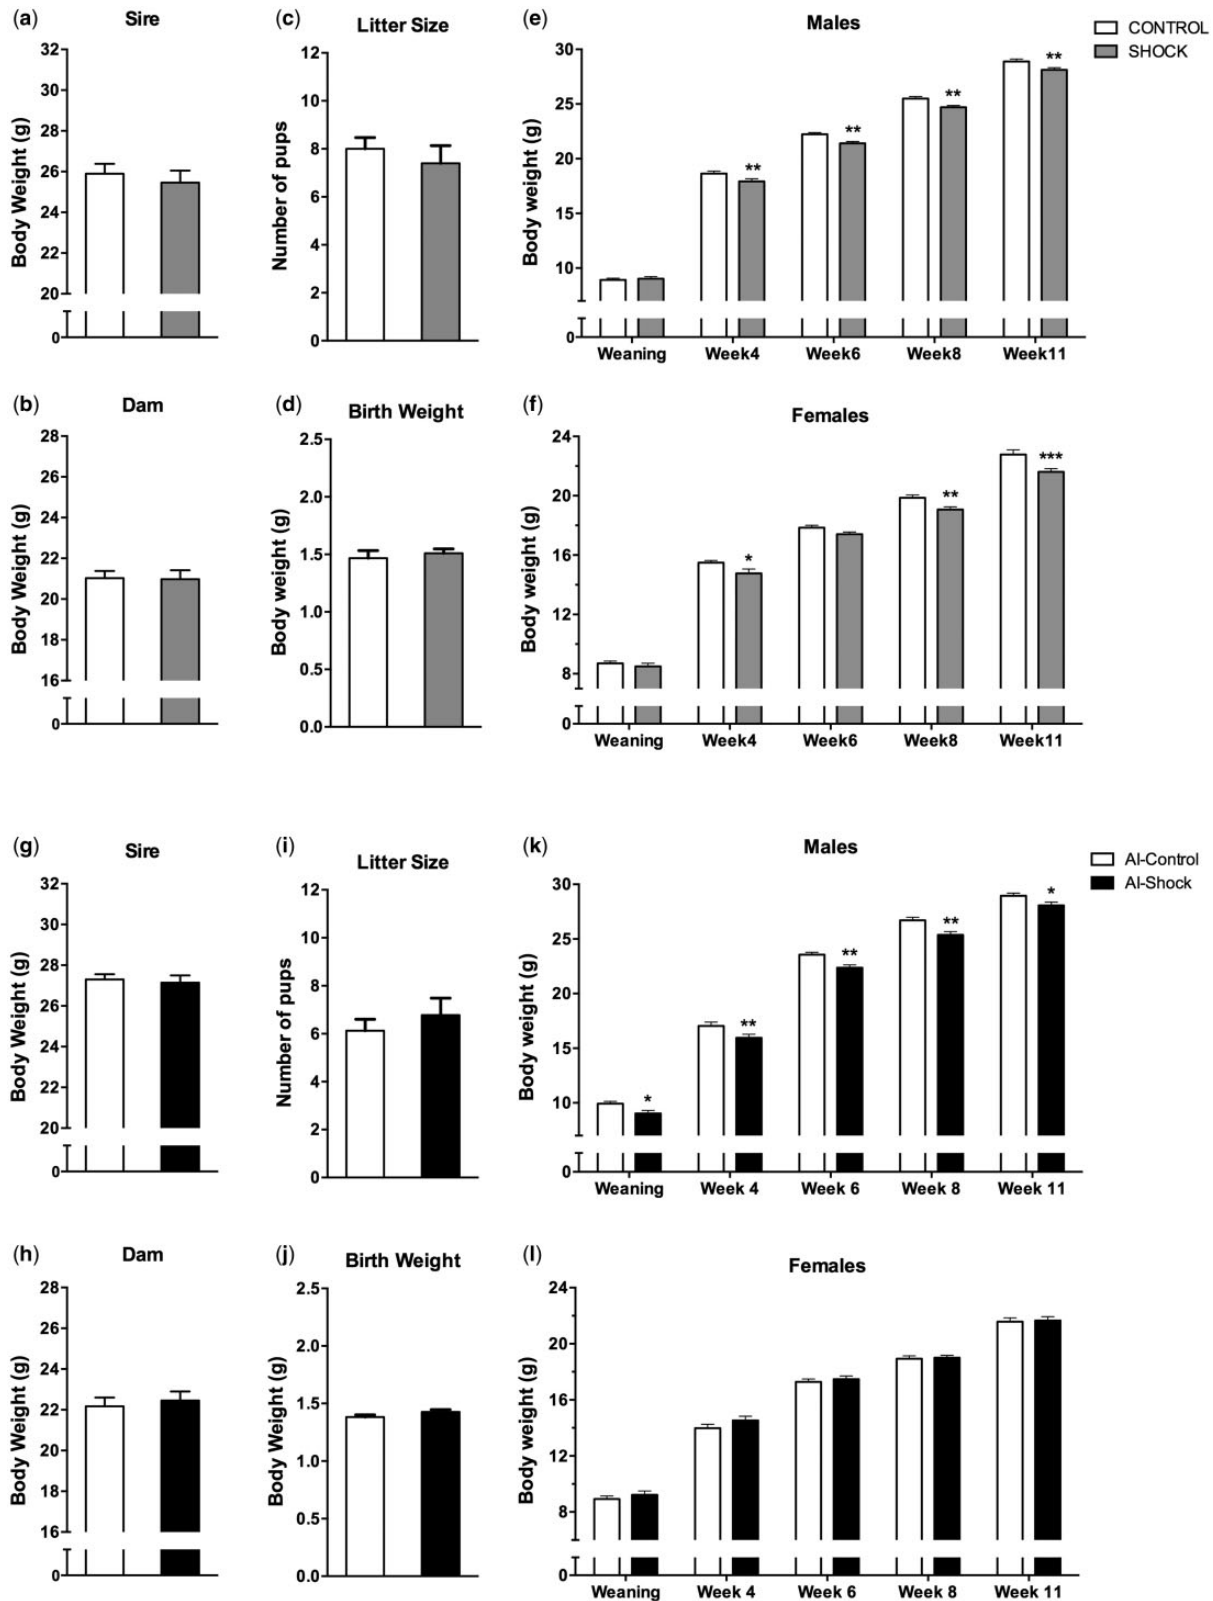 (a) Sire
Body Weight (g)
32
30
28
26
24
22
20
0
(c) Litter Size
Number of pups
12
10
8
6
4
2
0
(e) Males
Body weight (g)
30
25
20
15
10
0
** ** ** **
Weaning Week4 Week6 Week8 Week11
CONTROL
SHOCK
(b) Dam
Body Weight (g)
28
26
24
22
20
18
16
0
(d) Birth Weight
Body weight (g)
2.5
2.0
1.5
1.0
0.5
0.0
(f) Females
Body weight (g)
24
20
16
12
8
0
* ** ***
Weaning Week4 Week6 Week8 Week11
(g) Sire
Body Weight (g)
32
30
28
26
24
22
20
0
(i) Litter Size
Number of pups
12
10
8
6
4
2
0
(k) Males
Body weight (g)
30
25
20
15
10
0
* ** ** ** *
Weaning Week 4 Week 6 Week 8 Week 11
AI-Control
AI-Shock
(h) Dam
Body Weight (g)
28
26
24
22
20
18
16
0
(j) Birth Weight
Body Weight (g)
2.5
2.0
1.5
1.0
0.5
0.0
(l) Females
Body weight (g)
24
20
16
12
8
0
Weaning Week 4 Week 6 Week 8 Week 11